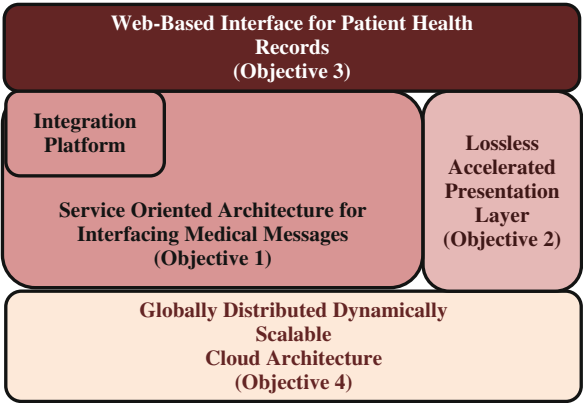 Web-Based Interface for Patient Health
Records
(Objective 3)
Integration
Platform
Service Oriented Architecture for
Interfacing Medical Messages
(Objective 1)
Lossless
Accelerated
Presentation
Layer
(Objective 2)
Globally Distributed Dynamically
Scalable
Cloud Architecture
(Objective 4)